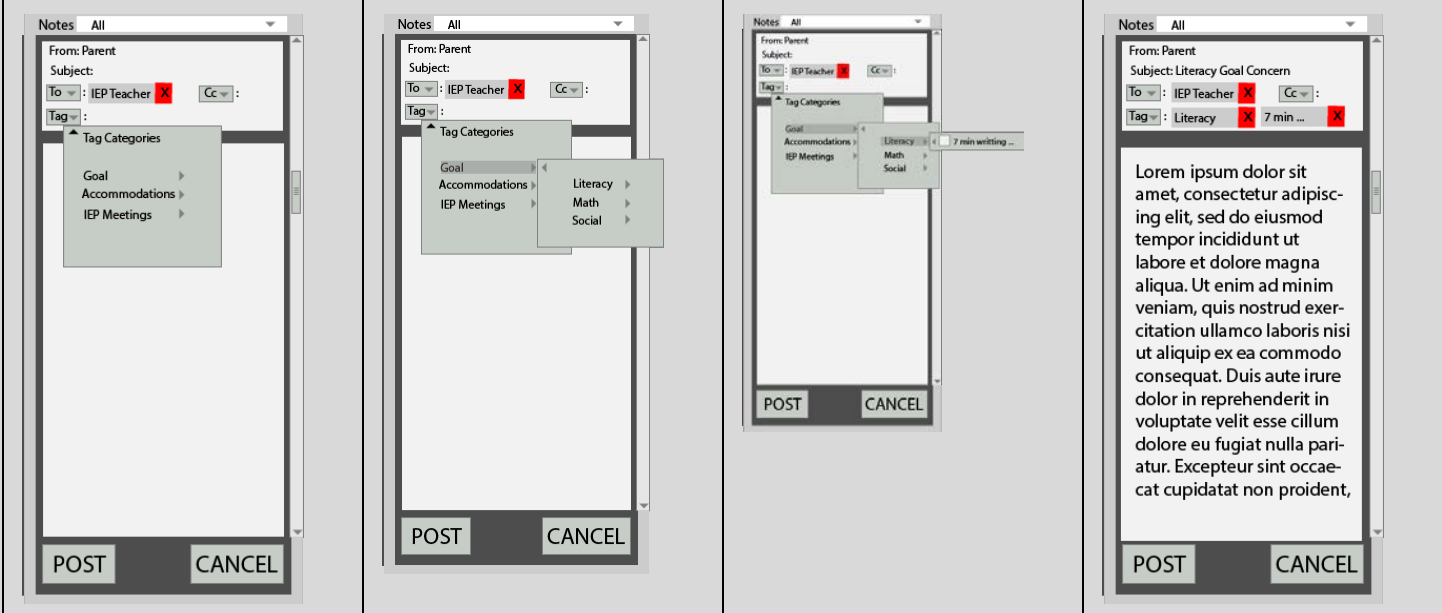 Notes All
From: Parent
Subject:
To : IEP Teacher X Cc :
Tag :
Tag Categories
Goal
Accommodations
IEP Meetings
POST CANCEL
Notes All
From: Parent
Subject:
To : IEP Teacher X Cc :
Tag :
Tag Categories
Goal
Accommodations
IEP Meetings
Literacy
Math
Social
POST CANCEL
Notes All
From: Parent
Subject:
To : IEP Teacher X Cc :
Tag :
Tag Categories
Goal
Accommodations
IEP Meetings
Literacy
Math
Social
7 min writting ...
POST CANCEL
Notes All
From: Parent
Subject: Literacy Goal Concern
To : IEP Teacher X Cc :
Tag : Literacy X 7 min ... X
Lorem ipsum dolor sit
amet, consectetur adipisc-
ing elit, sed do eiusmod
tempor incididunt ut
labore et dolore magna
aliqua. Ut enim ad minim
veniam, quis nostrud exer-
citation ullamco laboris nisi
ut aliquip ex ea commodo
consequat. Duis aute irure
dolor in reprehenderit in
voluptate velit esse cillum
dolore eu fugiat nulla pari-
atur. Excepteur sint occae-
cat cupidatat non proident,
POST CANCEL